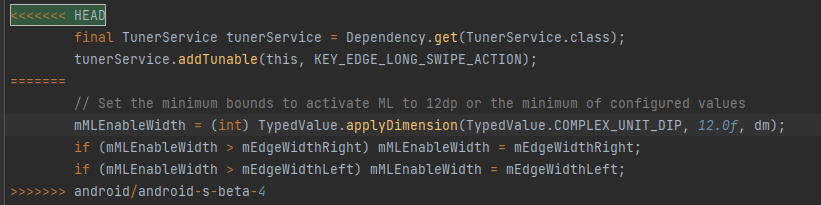 <<<<<<< HEAD
        final TunerService tunerService = Dependency.get(TunerService.class);
        tunerService.addTunable(this, KEY_EDGE_LONG_SWIPE_ACTION);
=======
        // Set the minimum bounds to activate ML to 12dp or the minimum of configured values
        mMLEnableWidth = (int) TypedValue.applyDimension(TypedValue.COMPLEX_UNIT_DIP, 12.0f, dm);
        if (mMLEnableWidth > mEdgeWidthRight) mMLEnableWidth = mEdgeWidthRight;
        if (mMLEnableWidth > mEdgeWidthLeft) mMLEnableWidth = mEdgeWidthLeft;
>>>>>>> android/android-s-beta-4